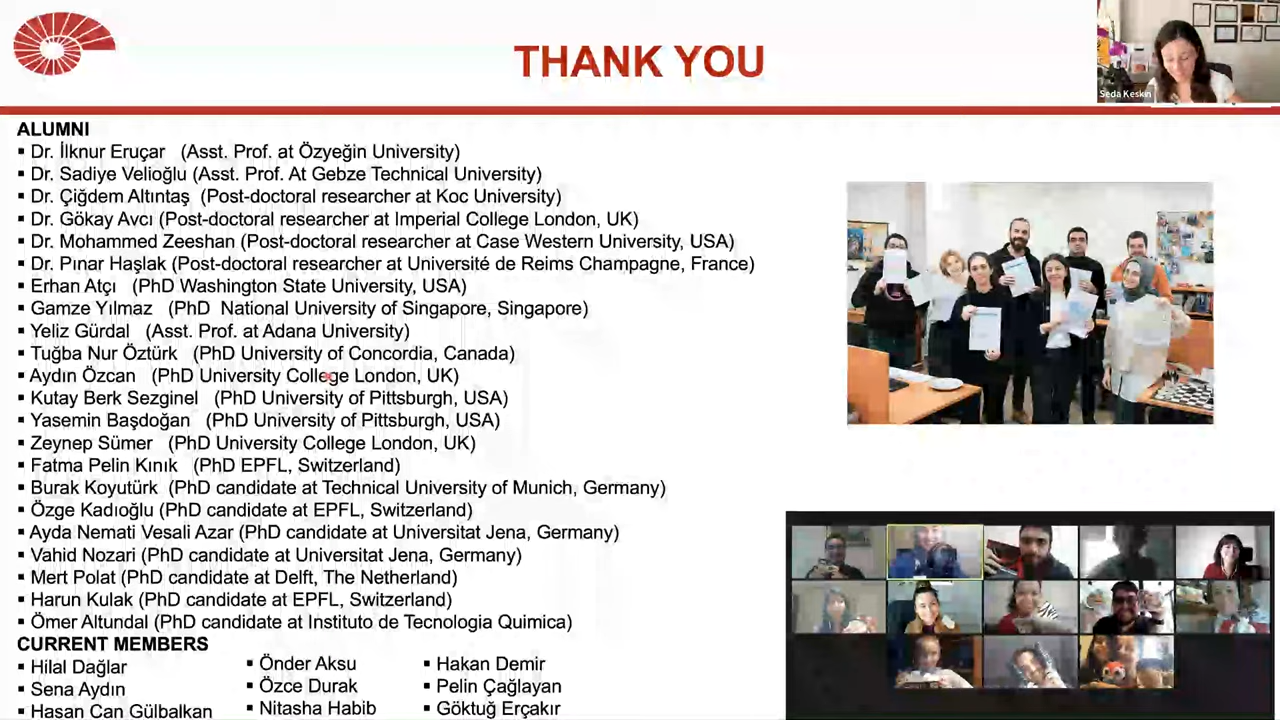 THANK YOU
Seda Keskin
ALUMNI
▪ Dr. İlknur Eruçar (Asst. Prof. at Özyeğin University)
▪ Dr. Sadiye Velioğlu (Asst. Prof. At Gebze Technical University)
▪ Dr. Çiğdem Altıntaş (Post-doctoral researcher at Koc University)
▪ Dr. Gökay Avcı (Post-doctoral researcher at Imperial College London, UK)
▪ Dr. Mohammed Zeeshan (Post-doctoral researcher at Case Western University, USA)
▪ Dr. Pınar Haşlak (Post-doctoral researcher at Université de Reims Champagne, France)
▪ Erhan Atçı (PhD Washington State University, USA)
▪ Gamze Yılmaz (PhD National University of Singapore, Singapore)
▪ Yeliz Gürdal (Asst. Prof. at Adana University)
▪ Tuğba Nur Öztürk (PhD University of Concordia, Canada)
▪ Aydın Özcan (PhD University College London, UK)
▪ Kutay Berk Sezginel (PhD University of Pittsburgh, USA)
▪ Yasemin Başdoğan (PhD University of Pittsburgh, USA)
▪ Zeynep Sümer (PhD University College London, UK)
▪ Fatma Pelin Kınık (PhD EPFL, Switzerland)
▪ Burak Koyutürk (PhD candidate at Technical University of Munich, Germany)
▪ Özge Kadıoğlu (PhD candidate at EPFL, Switzerland)
▪ Ayda Nemati Vesali Azar (PhD candidate at Universitat Jena, Germany)
▪ Vahid Nozari (PhD candidate at Universitat Jena, Germany)
▪ Mert Polat (PhD candidate at Delft, The Netherland)
▪ Harun Kulak (PhD candidate at EPFL, Switzerland)
▪ Ömer Altundal (PhD candidate at Instituto de Tecnologia Quimica)
CURRENT MEMBERS
▪ Hilal Dağlar
▪ Sena Aydın
▪ Hasan Can Gülbalkan
▪ Önder Aksu
▪ Özce Durak
▪ Nitasha Habib
▪ Hakan Demir
▪ Pelin Çağlayan
▪ Göktuğ Erçakır